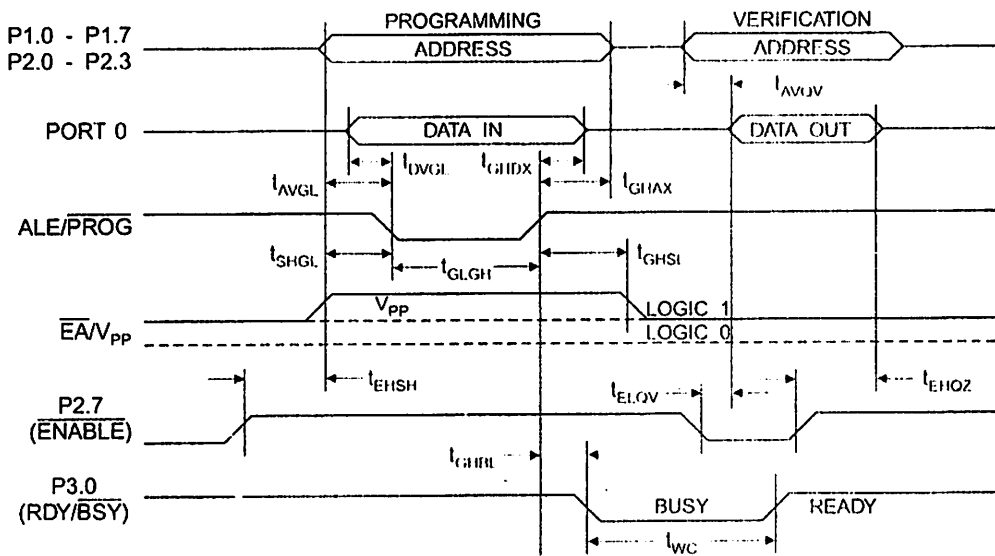 PROGRAMMING
VERIFICATION
P1.0 - P1.7
P2.0 - P2.3
ADDRESS
ADDRESS
tAVQV
PORT 0
DATA IN
DATA OUT
tDVGL
tGHDX
tAVGL
tGHAX
ALE/PROG
tSHGL
tGLGH
tGHSL
VPP
LOGIC 1
EA/VPP
LOGIC 0
tEHSH
tELQV
tEHQZ
P2.7
(ENABLE)
tGHBL
P3.0
(RDY/BSY)
BUSY
READY
tWC